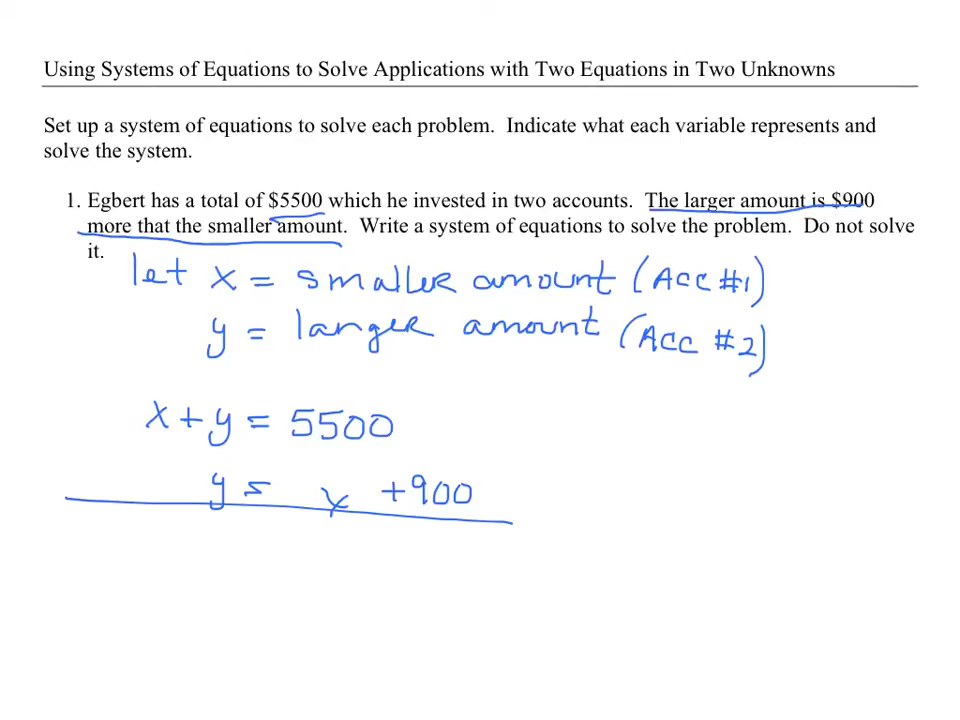 Using Systems of Equations to Solve Applications with Two Equations in Two Unknowns
Set up a system of equations to solve each problem.  Indicate what each variable represents and
solve the system.
1. Egbert has a total of $5500 which he invested in two accounts.  The larger amount is $900
more that the smaller amount.  Write a system of equations to solve the problem.  Do not solve
it.
let x = smaller amount (Acc #1)
y = larger amount (Acc #2)
x + y = 5500
y = x + 900